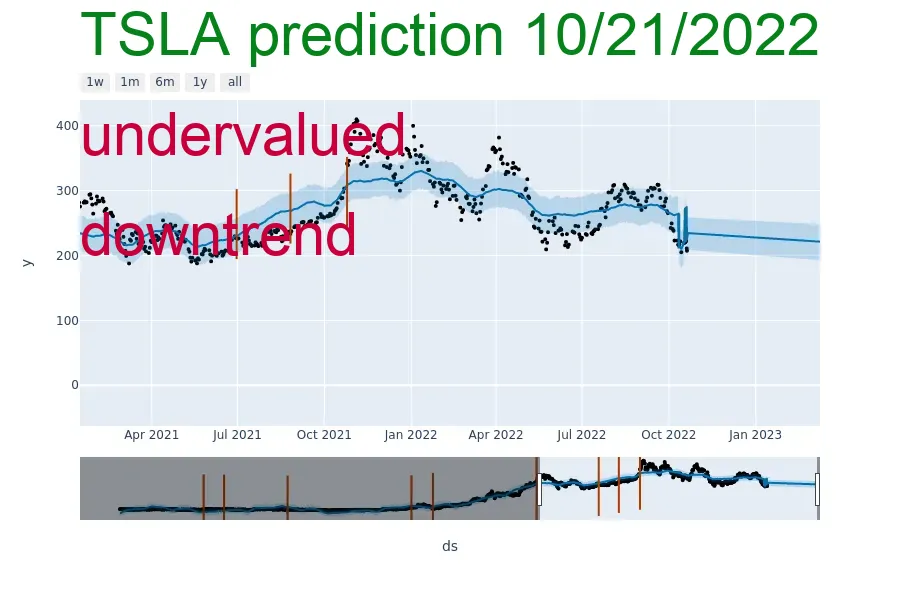 TSLA prediction 10/21/2022
1w 1m 6m 1y all
undervalued
downtrend
400
300
200
100
0
y
Apr 2021 Jul 2021 Oct 2021 Jan 2022 Apr 2022 Jul 2022 Oct 2022 Jan 2023
ds